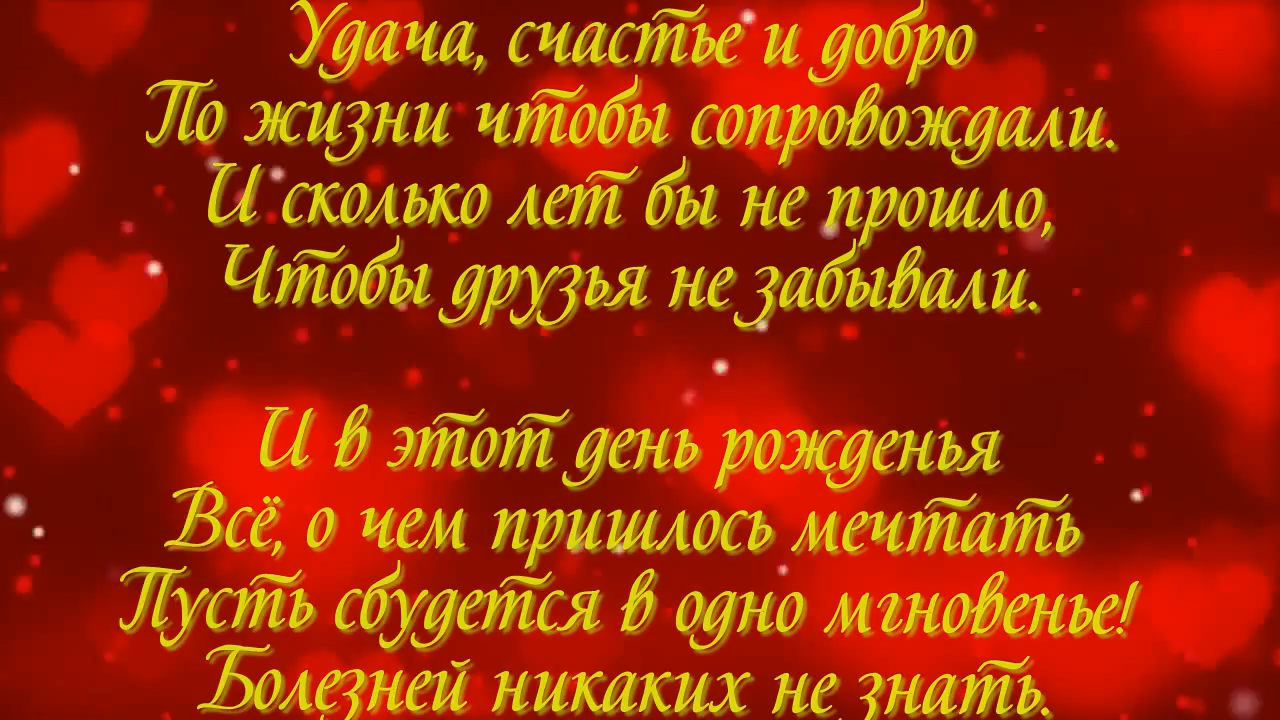 Удача, счастье и добро
По жизни чтобы сопровождали.
И сколько лет бы не прошло,
Чтобы друзья не забывали.
И в этот день рожденья
Всё, о чем пришлось мечтать
Пусть сбудется в одно мгновенье!
Болезней никаких не знать.